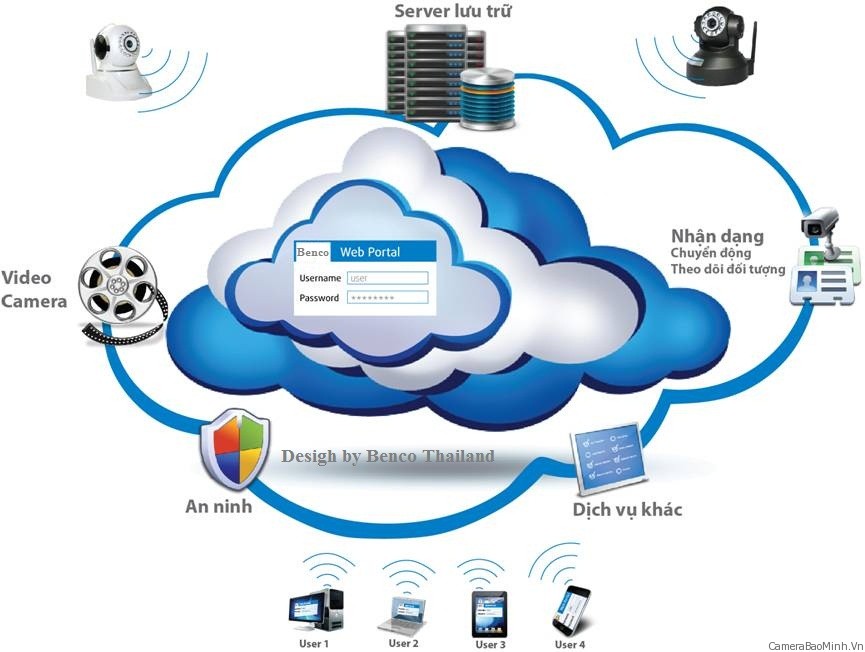 Server lưu trữ
Benco Web Portal
Username user
Password ********
Nhận dạng
Chuyển động
Theo dõi đối tượng
Video
Camera
Desigh by Benco Thailand
An ninh
Dịch vụ khác
User 1
User 2
User 3
User 4
CameraBaoMinh.Vn